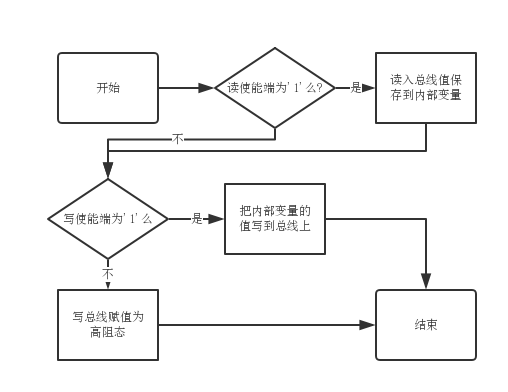 开始
读使能端为'1'么?
是
读入总线值保
存到内部变量
不
写使能端为'1'么
是
把内部变量的
值写到总线上
不
写总线赋值为
高阻态
结束